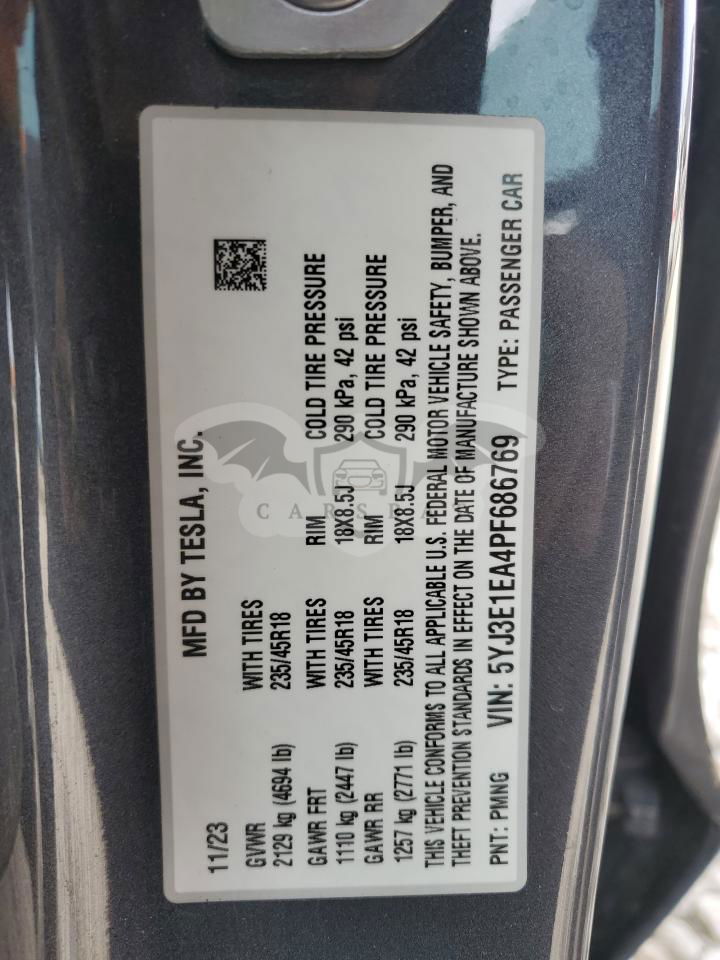 MFD BY TESLA, INC.
11/23
GVWR WITH TIRES
2129 kg (4694 lb) 235/45R18
GAWR FRT WITH TIRES RIM COLD TIRE PRESSURE
1110 kg (2447 lb) 235/45R18 18X8.5J 290 kPa, 42 psi
GAWR RR WITH TIRES RIM COLD TIRE PRESSURE
1257 kg (2771 lb) 235/45R18 18X8.5J 290 kPa, 42 psi
THIS VEHICLE CONFORMS TO ALL APPLICABLE U.S. FEDERAL MOTOR VEHICLE SAFETY, BUMPER, AND
THEFT PREVENTION STANDARDS IN EFFECT ON THE DATE OF MANUFACTURE SHOWN ABOVE.
PNT: PMNG VIN: 5YJ3E1EA4PF686769 TYPE: PASSENGER CAR